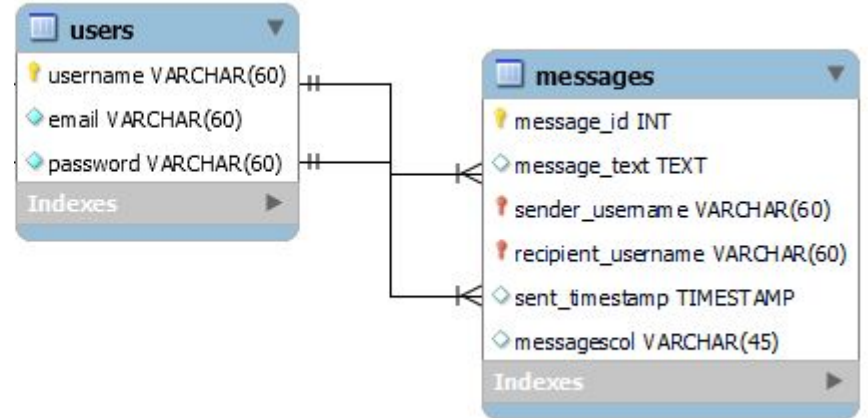 users
username VARCHAR(60)
email VARCHAR(60)
password VARCHAR(60)
Indexes
messages
message_id INT
message_text TEXT
sender_username VARCHAR(60)
recipient_username VARCHAR(60)
sent_timestamp TIMESTAMP
messagescol VARCHAR(45)
Indexes